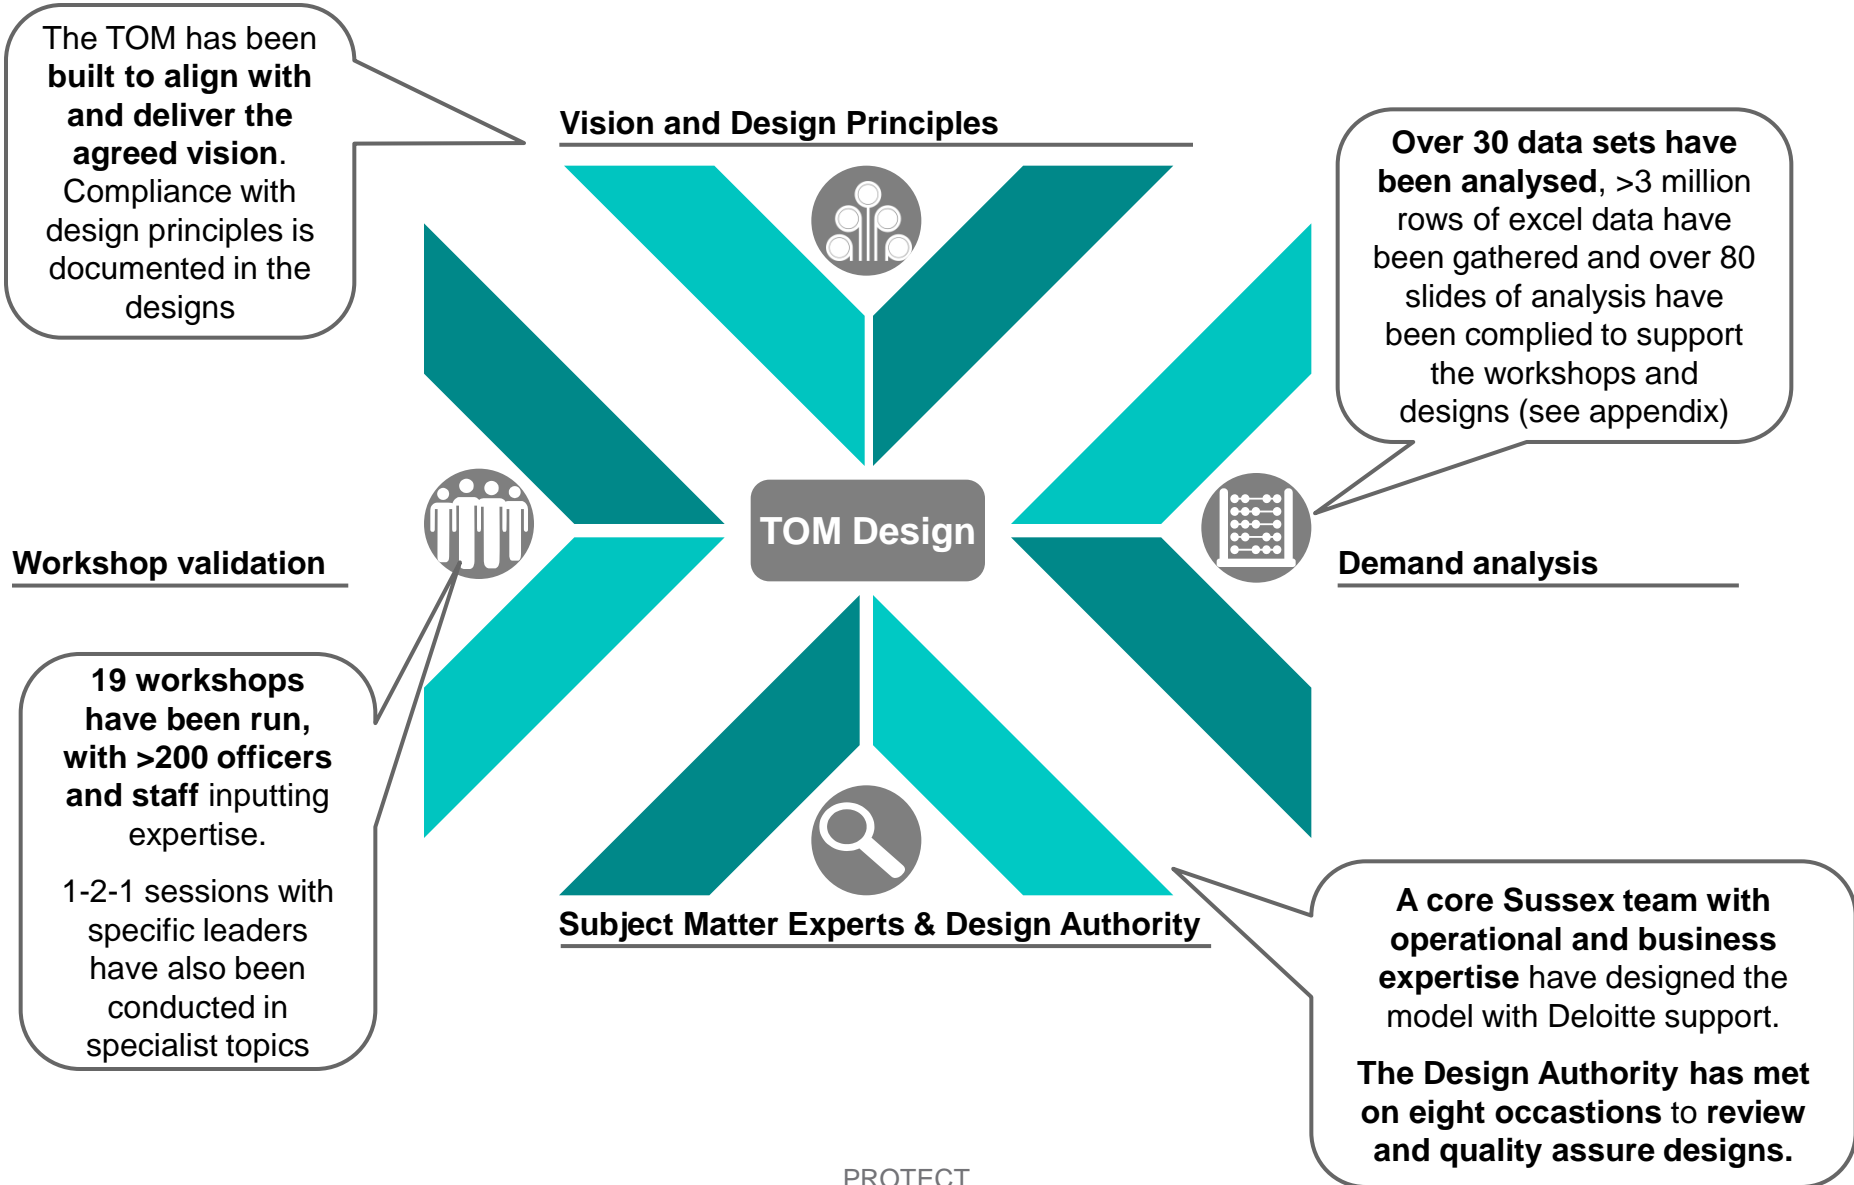 The TOM has been
built to align with
and deliver the
agreed vision.
Compliance with
design principles is
documented in the
designs
Vision and Design Principles
Over 30 data sets have
been analysed, >3 million
rows of excel data have
been gathered and over 80
slides of analysis have
been complied to support
the workshops and
designs (see appendix)
TOM Design
Workshop validation
Demand analysis
19 workshops
have been run,
with >200 officers
and staff inputting
expertise.
1-2-1 sessions with
specific leaders
have also been
conducted in
specialist topics
Subject Matter Experts & Design Authority
A core Sussex team with
operational and business
expertise have designed the
model with Deloitte support.
The Design Authority has met
on eight occastions to review
and quality assure designs.
PROTECT